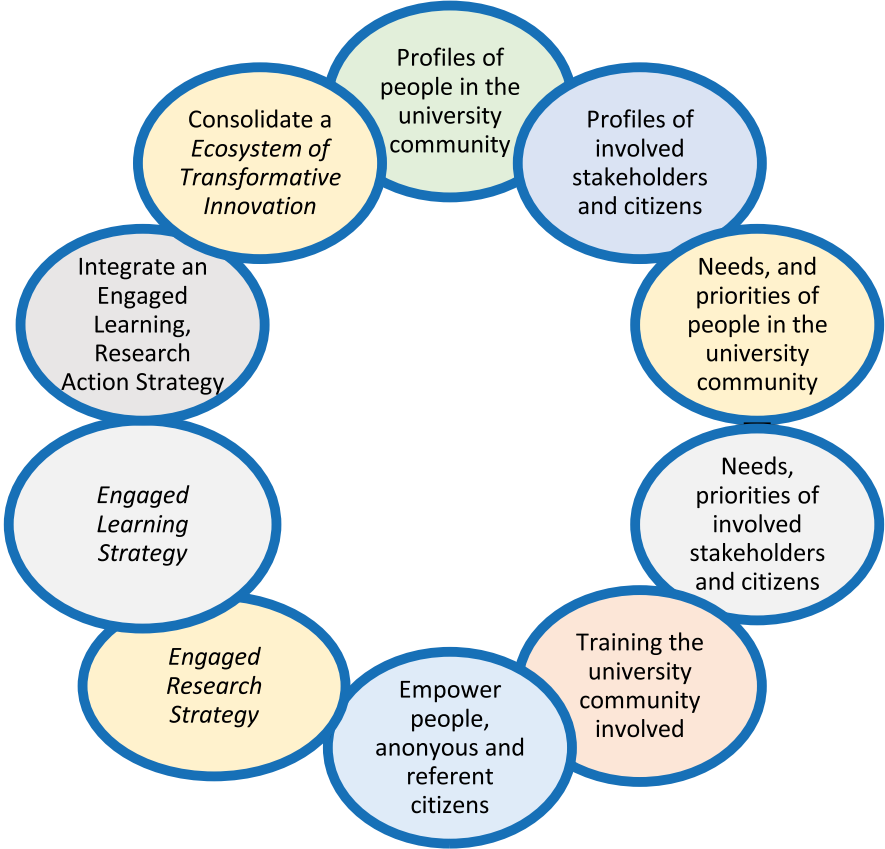 Profiles of
people in the
university
community
Profiles of
involved
stakeholders
and citizens
Needs, and
priorities of
people in the
university
community
Needs,
priorities of
involved
stakeholders
and citizens
Training the
university
community
involved
Empower
people,
anonyous and
referent
citizens
Engaged
Research
Strategy
Engaged
Learning
Strategy
Integrate an
Engaged
Learning,
Research
Action Strategy
Consolidate a
Ecosystem of
Transformative
Innovation